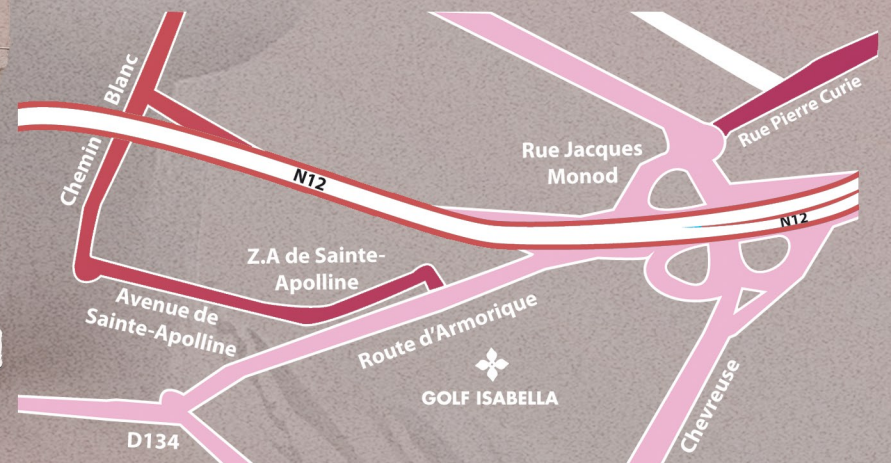 Chemin Blanc
Rue Pierre Curie
Rue Jacques
Monod
N12
N12
Z.A de Sainte-
Apolline
Avenue de
Sainte-Apolline
Route d'Armorique
GOLF ISABELLA
Chevreuse
D134